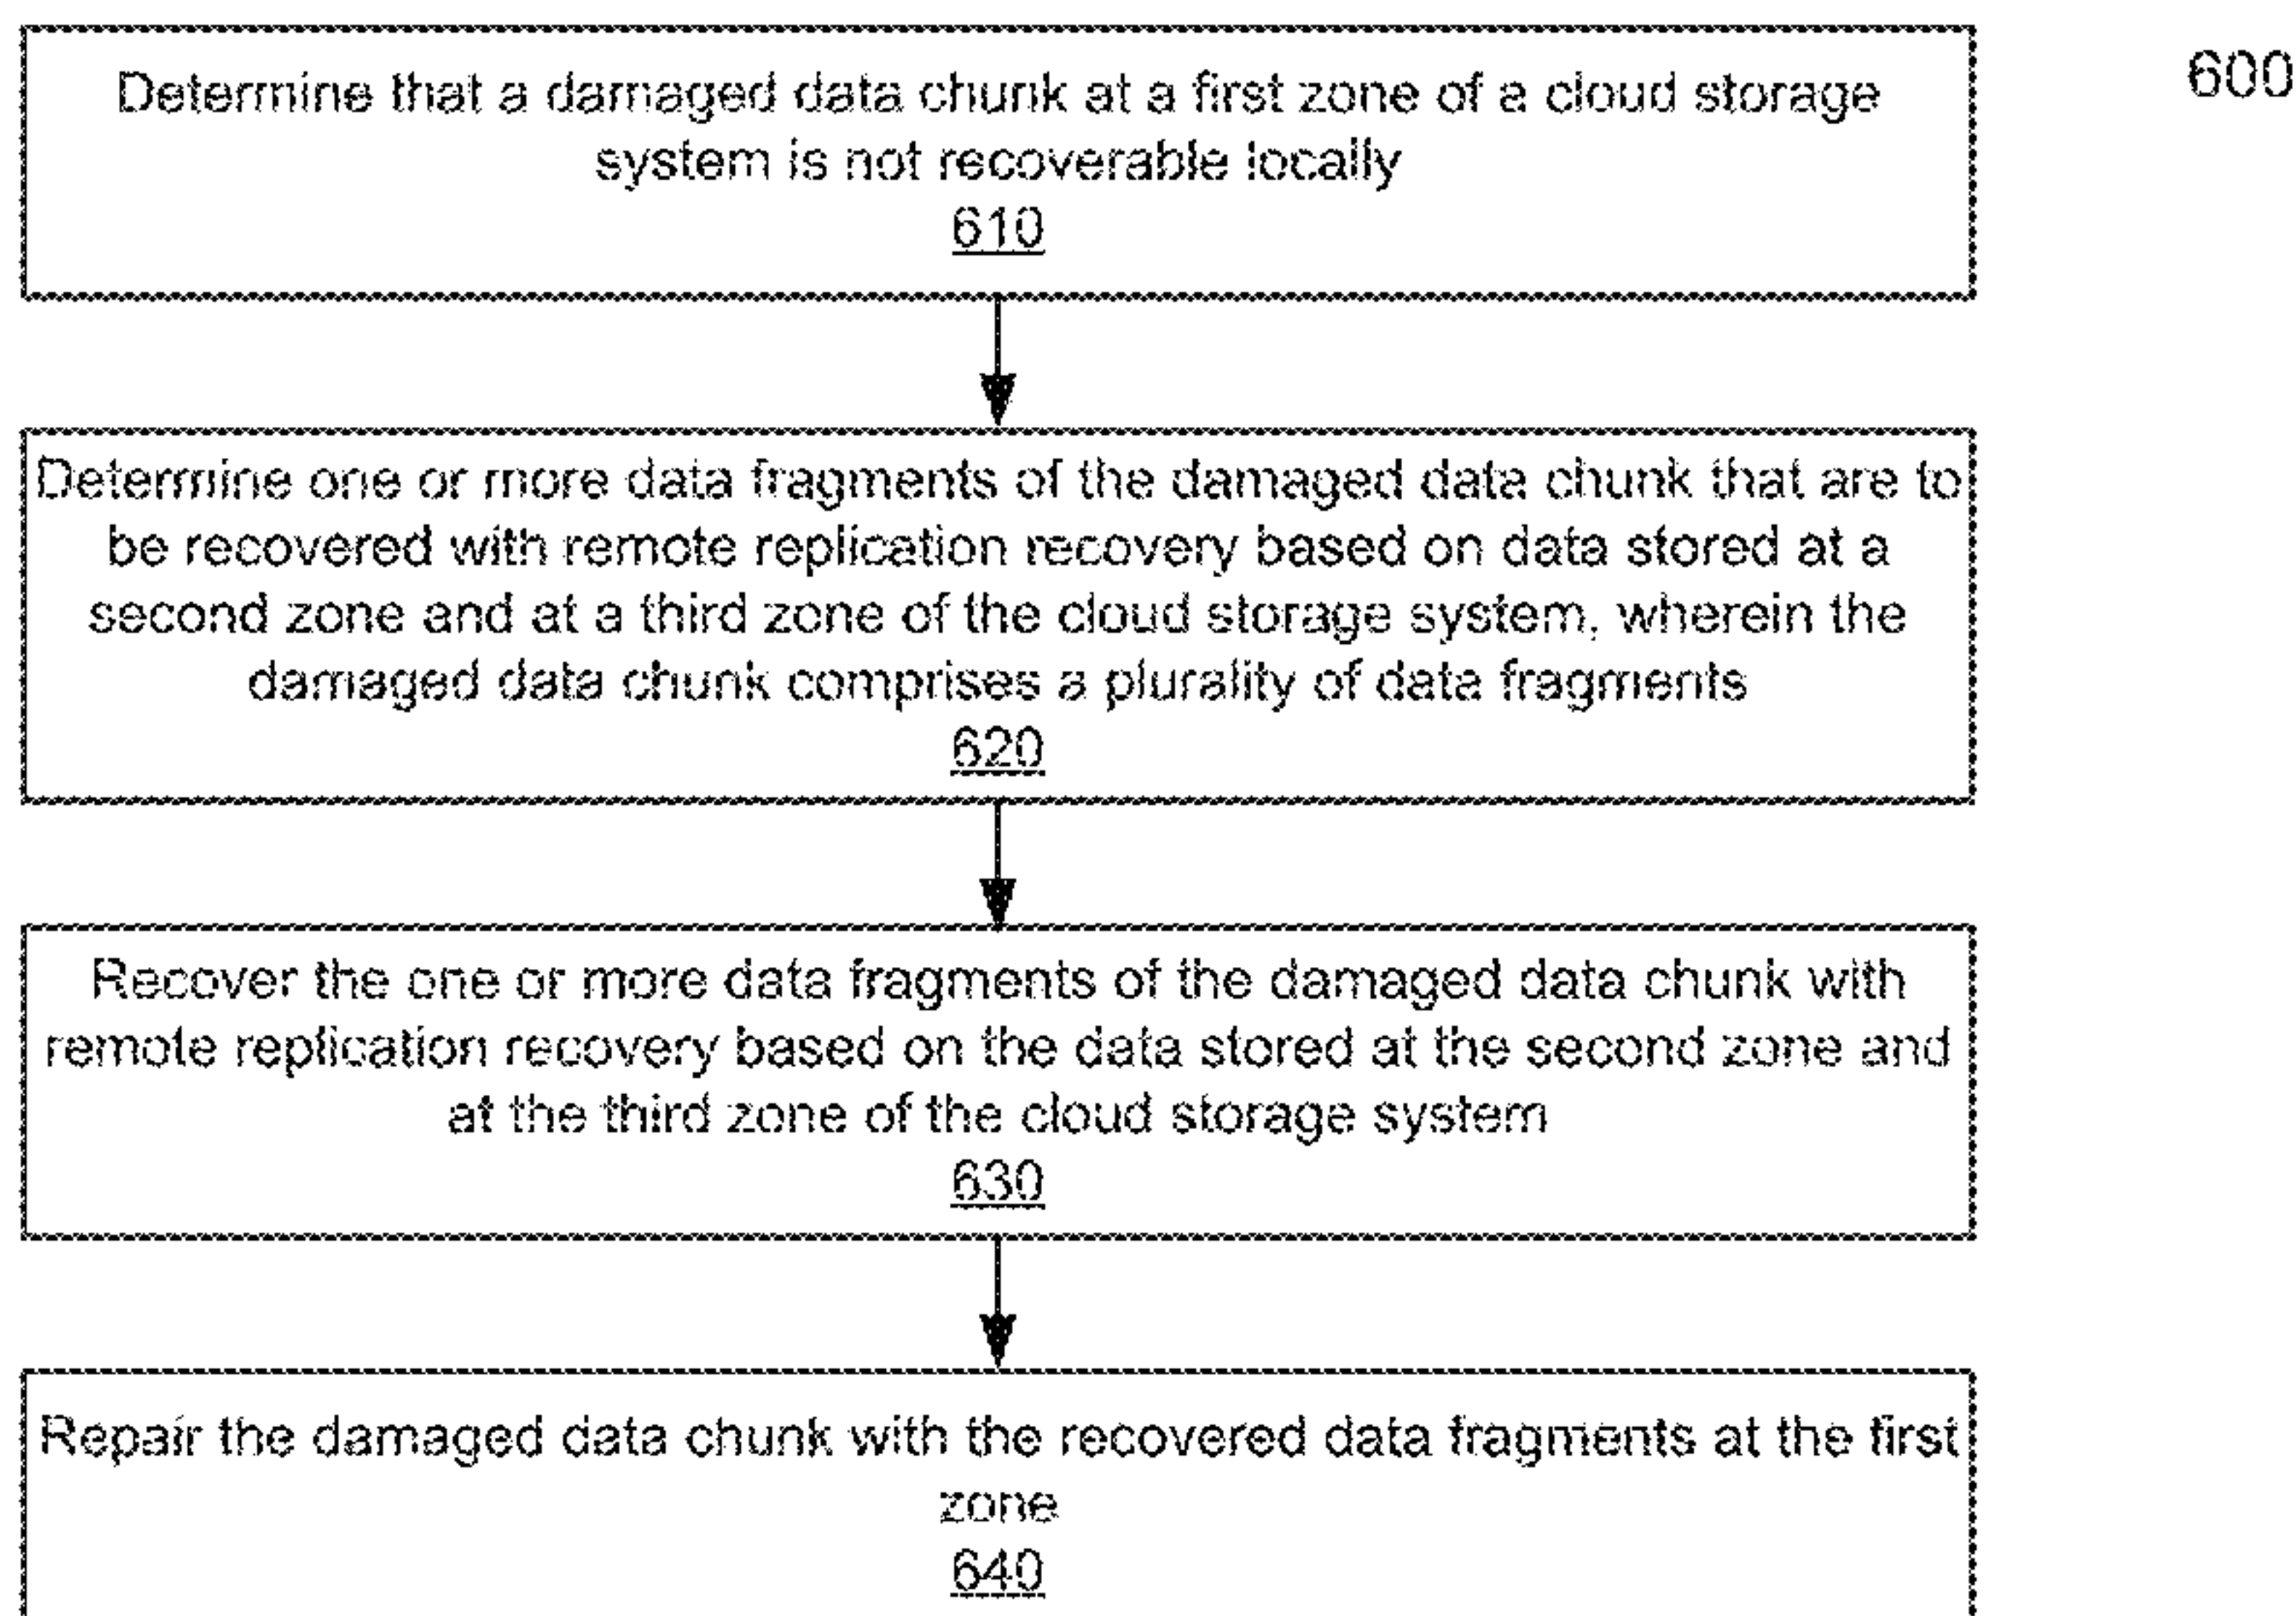 600
Determine that a damaged data chunk at a first zone of a cloud storage
system is not recoverable locally
610
Determine one or more data fragments of the damaged data chunk that are to
be recovered with remote replication recovery based on data stored at a
second zone and at a third zone of the cloud storage system, wherein the
damaged data chunk comprises a plurality of data fragments
620
Recover the one or more data fragments of the damaged data chunk with
remote replication recovery based on the data stored at the second zone and
at the third zone of the cloud storage system
630
Repair the damaged data chunk with the recovered data fragments at the first
zone
640